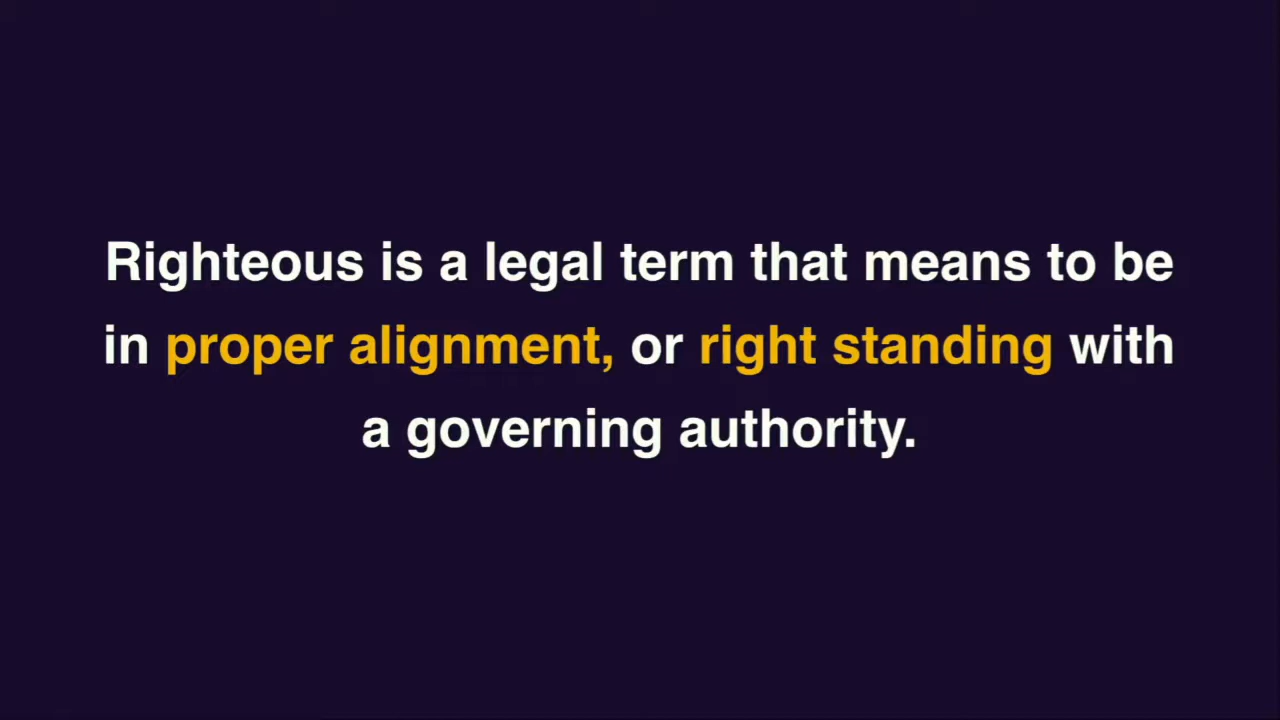 Righteous is a legal term that means to be
in proper alignment, or right standing with
a governing authority.